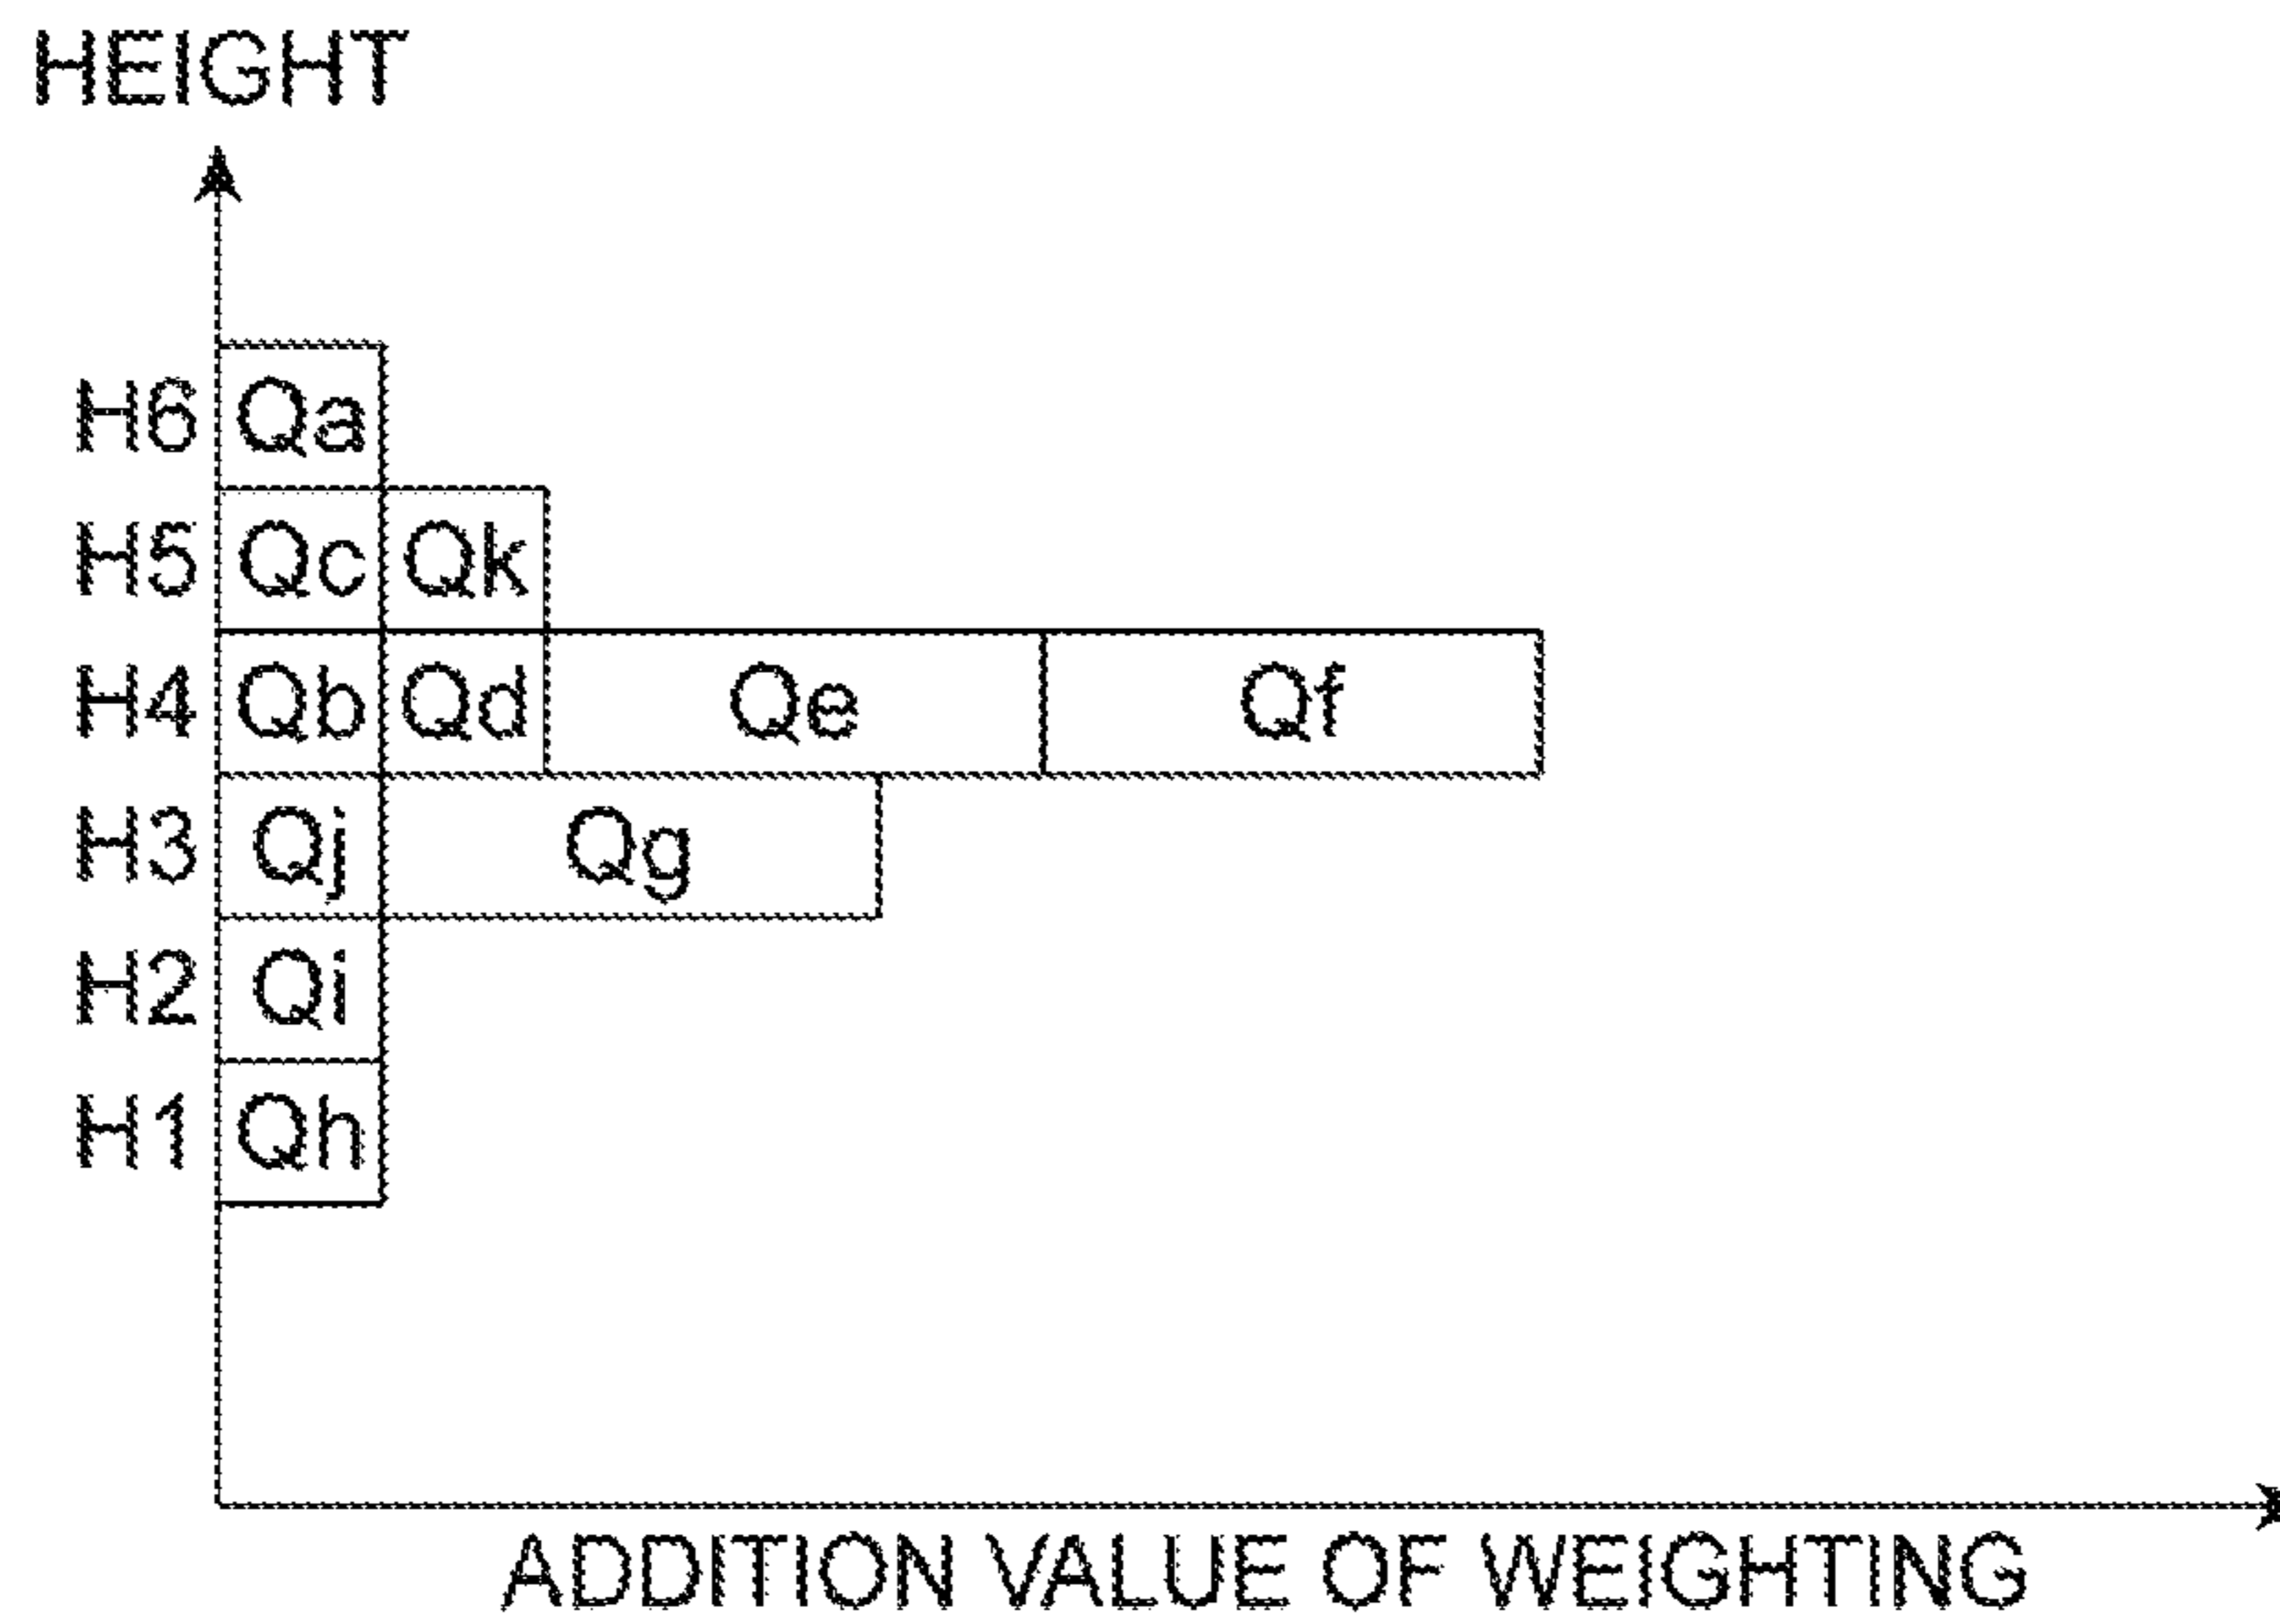 HEIGHT
H6 Qa
H5 Qc Qk
H4 Qb Qd Qe Qf
H3 Qj Qg
H2 Qi
H1 Qh
ADDITION VALUE OF WEIGHTING